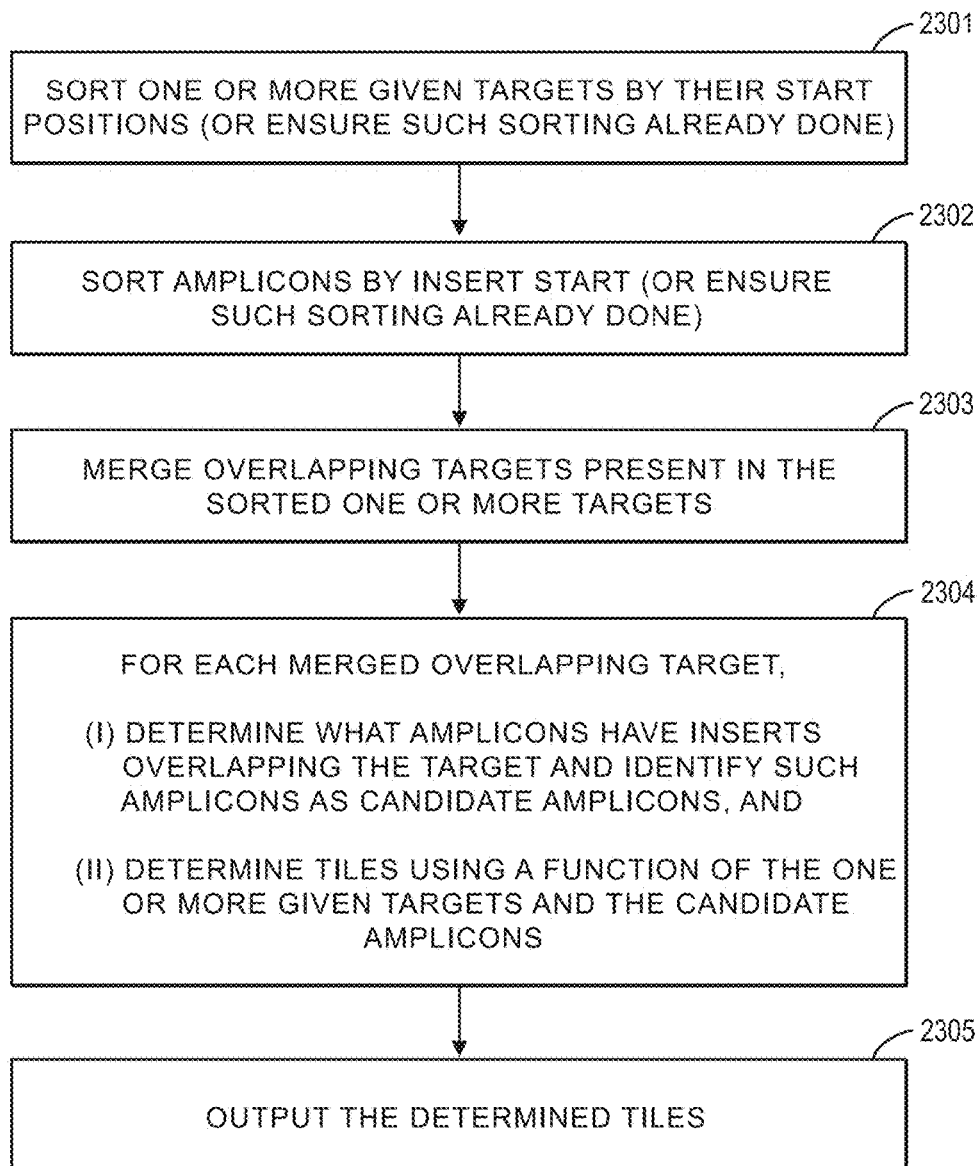 2301
SORT ONE OR MORE GIVEN TARGETS BY THEIR START
POSITIONS (OR ENSURE SUCH SORTING ALREADY DONE)
2302
SORT AMPLICONS BY INSERT START (OR ENSURE
SUCH SORTING ALREADY DONE)
2303
MERGE OVERLAPPING TARGETS PRESENT IN THE
SORTED ONE OR MORE TARGETS
2304
FOR EACH MERGED OVERLAPPING TARGET,
(I) DETERMINE WHAT AMPLICONS HAVE INSERTS
OVERLAPPING THE TARGET AND IDENTIFY SUCH
AMPLICONS AS CANDIDATE AMPLICONS, AND
(II) DETERMINE TILES USING A FUNCTION OF THE ONE
OR MORE GIVEN TARGETS AND THE CANDIDATE
AMPLICONS
2305
OUTPUT THE DETERMINED TILES